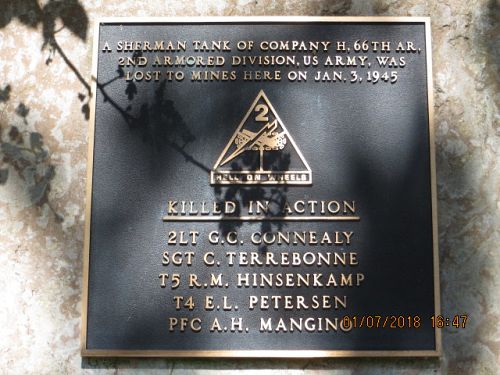 A SHERMAN TANK OF COMPANY H, 66TH AR,
2ND ARMORED DIVISION, US ARMY, WAS
LOST TO MINES HERE ON JAN. 3, 1945
2
HELL ON WHEELS
KILLED IN ACTION
2LT G.C. CONNEALY
SGT C. TERREBONNE
T5 R.M. HINSENKAMP
T4 E.L. PETERSEN
PFC A.H. MANGINO
01/07/2018 16:47